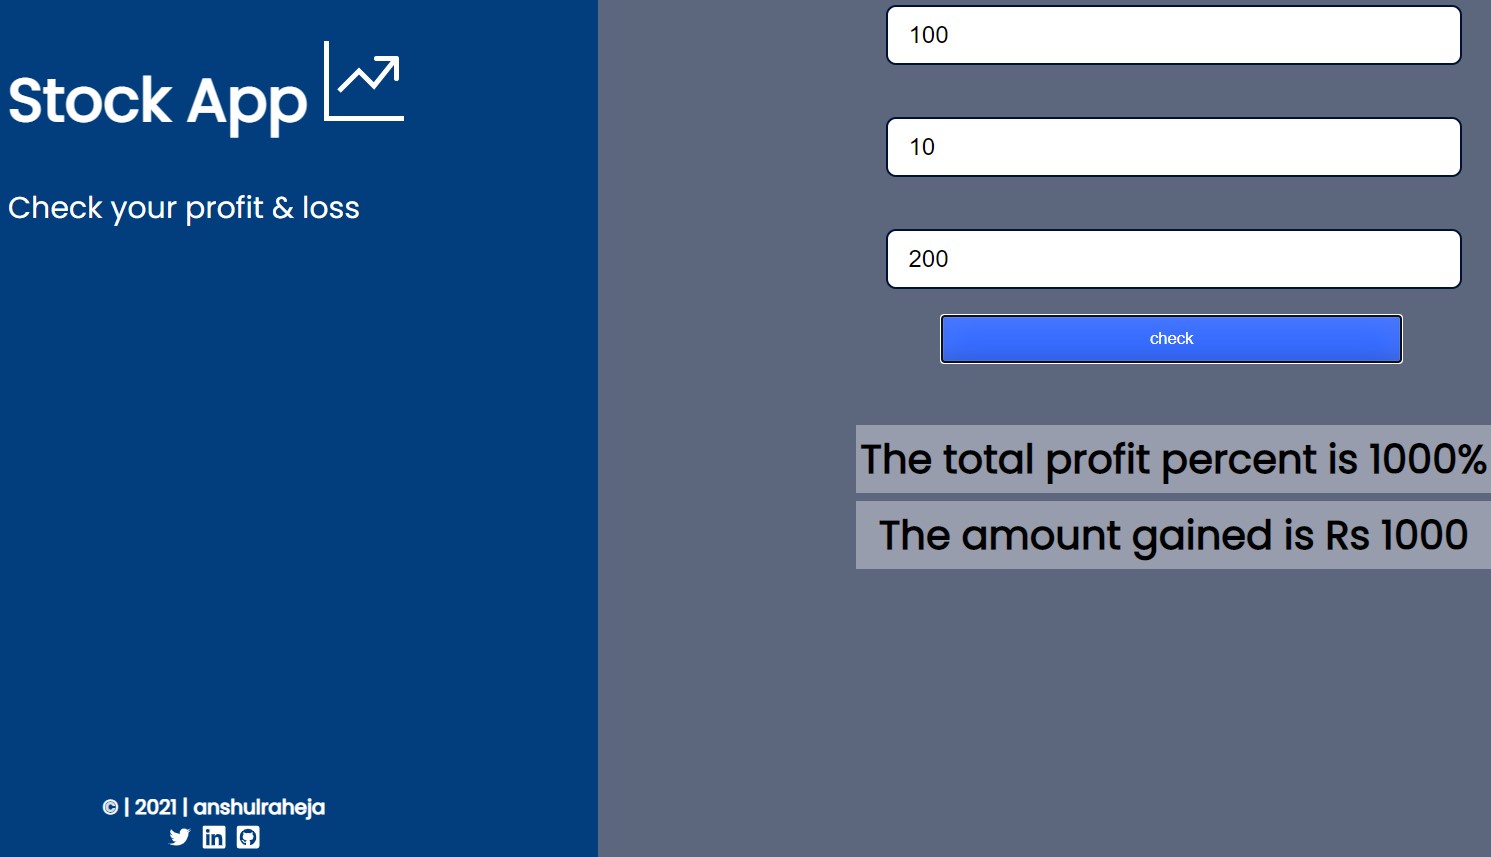 Stock App
Check your profit & loss
100
10
200
check
The total profit percent is 1000%
The amount gained is Rs 1000
© | 2021 | anshulraheja